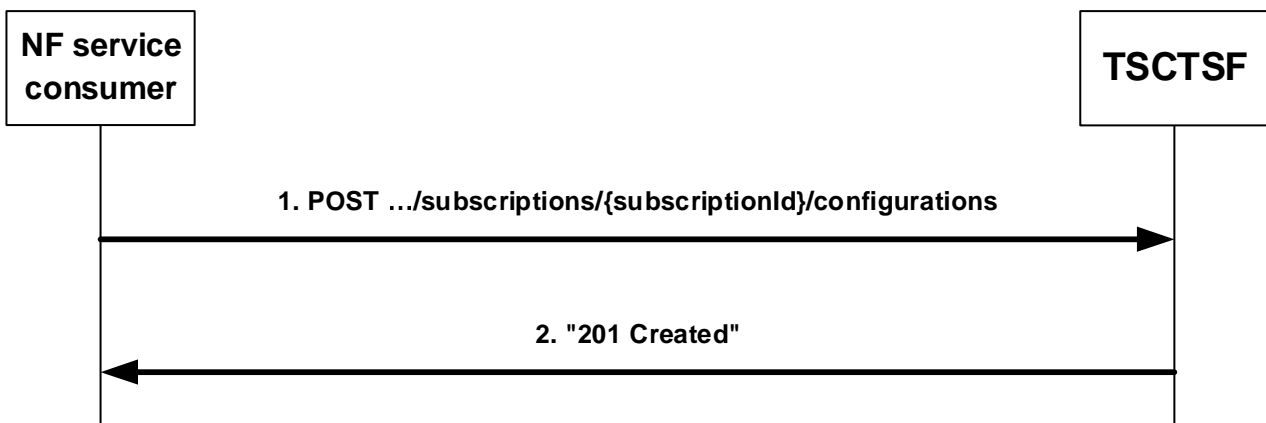 NF service
consumer
TSCTSF
1. POST …/subscriptions/{subscriptionId}/configurations
2. "201 Created"